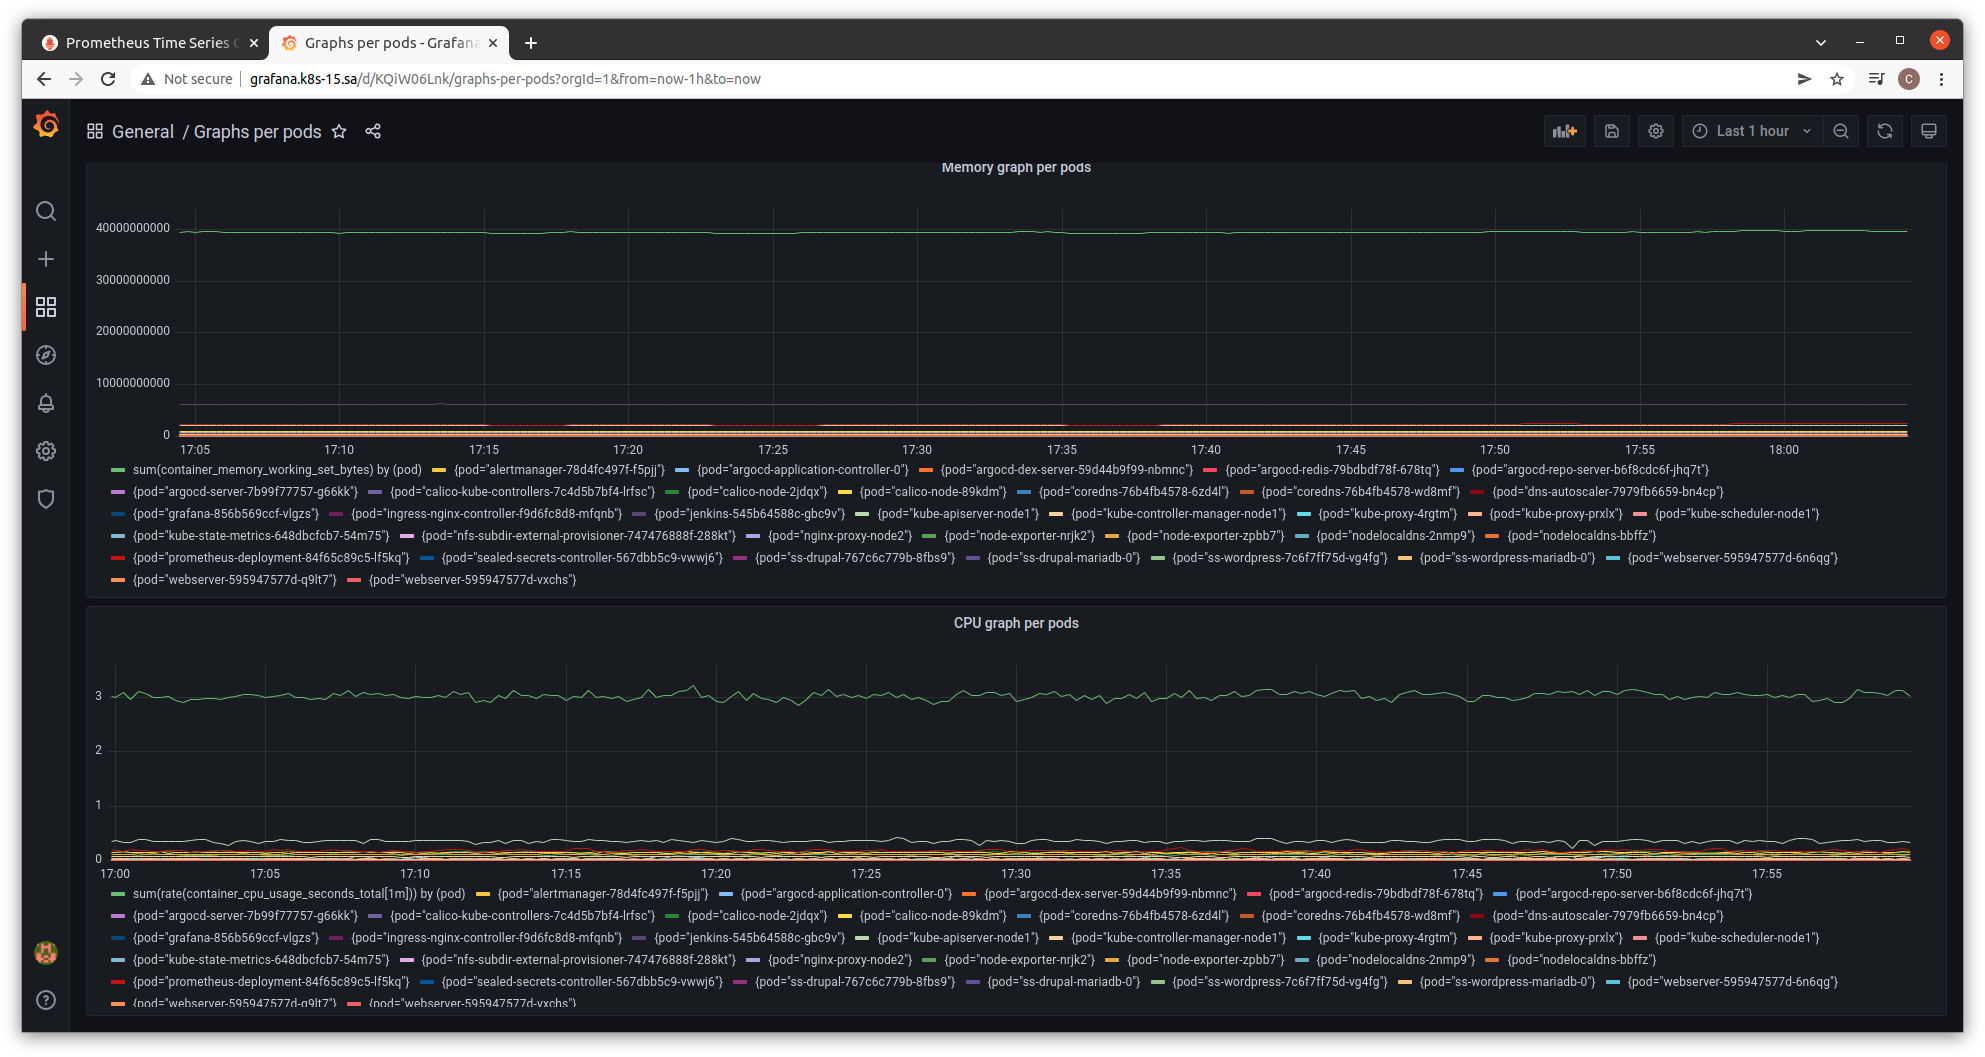 Prometheus Time Series C
Graphs per pods - Grafana
Not secure
grafana.k8s-15.sa/d/KQiW06Lnk/graphs-per-pods?orgId=1&from=now-1h&to=now
C
General / Graphs per pods
Last 1 hour
Memory graph per pods
40000000000
30000000000
20000000000
10000000000
0
17:05 17:10 17:15 17:20 17:25 17:30 17:35 17:40 17:45 17:50 17:55 18:00
sum(container_memory_working_set_bytes) by (pod) {pod="alertmanager-78d4fc497f-f5pjj"} {pod="argocd-application-controller-0"} {pod="argocd-dex-server-59d44b9f99-nbmnc"} {pod="argocd-redis-79bdbdf78f-678tq"} {pod="argocd-repo-server-b6f8cdc6f-jhq7t"}
{pod="argocd-server-7b99f77757-g66kk"} {pod="calico-kube-controllers-7c4d5b7bf4-lrfsc"} {pod="calico-node-2jdqx"} {pod="calico-node-89kdm"} {pod="coredns-76b4fb4578-6zd4l"} {pod="coredns-76b4fb4578-wd8mf"} {pod="dns-autoscaler-7979fb6659-bn4cp"}
{pod="grafana-856b569ccf-vlgzs"} {pod="ingress-nginx-controller-f9d6fc8d8-mfqnb"} {pod="jenkins-545b64588c-gbc9v"} {pod="kube-apiserver-node1"} {pod="kube-controller-manager-node1"} {pod="kube-proxy-4rgtm"} {pod="kube-proxy-prxlx"} {pod="kube-scheduler-node1"}
{pod="kube-state-metrics-648dbcfcb7-54m75"} {pod="nfs-subdir-external-provisioner-747476888f-288kt"} {pod="nginx-proxy-node2"} {pod="node-exporter-nrjk2"} {pod="node-exporter-zpbb7"} {pod="nodelocaldns-2nmp9"} {pod="nodelocaldns-bbffz"}
{pod="prometheus-deployment-84f65c89c5-lf5kq"} {pod="sealed-secrets-controller-567dbb5c9-vwwj6"} {pod="ss-drupal-767c6c779b-8fbs9"} {pod="ss-drupal-mariadb-0"} {pod="ss-wordpress-7c6f7ff75d-vg4fg"} {pod="ss-wordpress-mariadb-0"} {pod="webserver-595947577d-6n6qg"}
{pod="webserver-595947577d-q9lt7"} {pod="webserver-595947577d-vxchs"}
CPU graph per pods
3
2
1
0
17:00 17:05 17:10 17:15 17:20 17:25 17:30 17:35 17:40 17:45 17:50 17:55
sum(rate(container_cpu_usage_seconds_total[1m])) by (pod) {pod="alertmanager-78d4fc497f-f5pjj"} {pod="argocd-application-controller-0"} {pod="argocd-dex-server-59d44b9f99-nbmnc"} {pod="argocd-redis-79bdbdf78f-678tq"} {pod="argocd-repo-server-b6f8cdc6f-jhq7t"}
{pod="argocd-server-7b99f77757-g66kk"} {pod="calico-kube-controllers-7c4d5b7bf4-lrfsc"} {pod="calico-node-2jdqx"} {pod="calico-node-89kdm"} {pod="coredns-76b4fb4578-6zd4l"} {pod="coredns-76b4fb4578-wd8mf"} {pod="dns-autoscaler-7979fb6659-bn4cp"}
{pod="grafana-856b569ccf-vlgzs"} {pod="ingress-nginx-controller-f9d6fc8d8-mfqnb"} {pod="jenkins-545b64588c-gbc9v"} {pod="kube-apiserver-node1"} {pod="kube-controller-manager-node1"} {pod="kube-proxy-4rgtm"} {pod="kube-proxy-prxlx"} {pod="kube-scheduler-node1"}
{pod="kube-state-metrics-648dbcfcb7-54m75"} {pod="nfs-subdir-external-provisioner-747476888f-288kt"} {pod="nginx-proxy-node2"} {pod="node-exporter-nrjk2"} {pod="node-exporter-zpbb7"} {pod="nodelocaldns-2nmp9"} {pod="nodelocaldns-bbffz"}
{pod="prometheus-deployment-84f65c89c5-lf5kq"} {pod="sealed-secrets-controller-567dbb5c9-vwwj6"} {pod="ss-drupal-767c6c779b-8fbs9"} {pod="ss-drupal-mariadb-0"} {pod="ss-wordpress-7c6f7ff75d-vg4fg"} {pod="ss-wordpress-mariadb-0"} {pod="webserver-595947577d-6n6qg"}
{pod="webserver-595947577d-q9lt7"} {pod="webserver-595947577d-vxchs"}